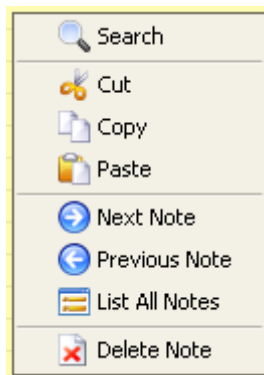 Search
Cut
Copy
Paste
Next Note
Previous Note
List All Notes
Delete Note